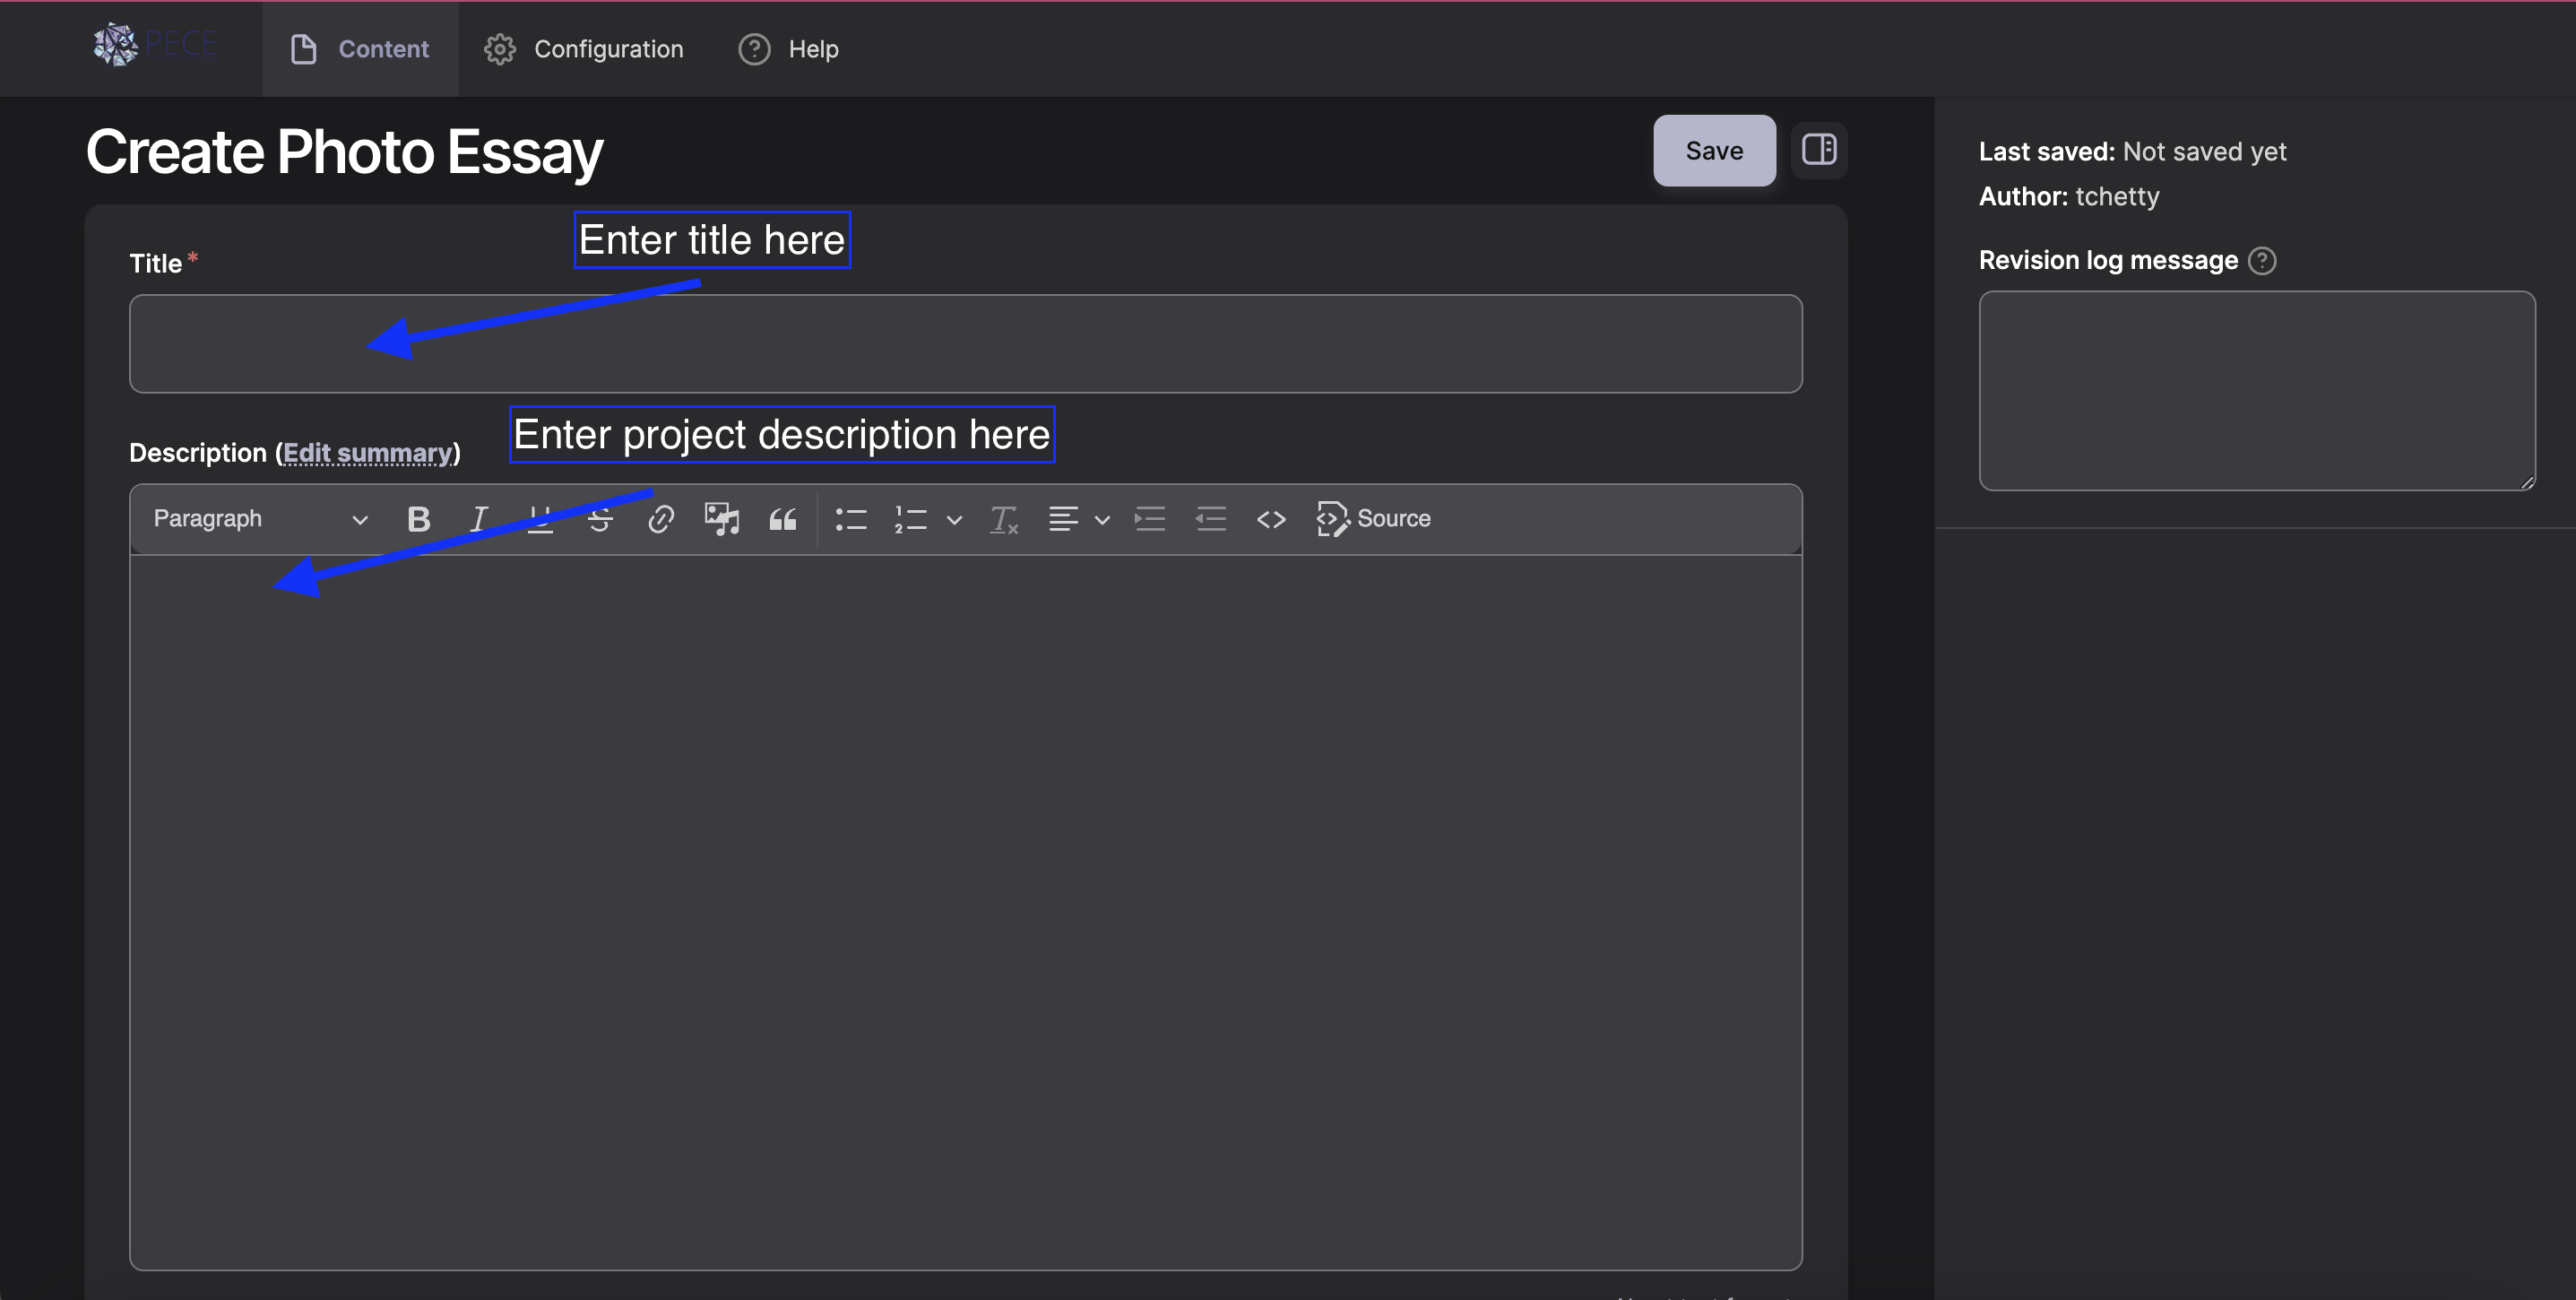 PECE
Content
Configuration
Help
Create Photo Essay
Save
Enter title here
Title *
Enter project description here
Description (Edit summary)
Paragraph
Source
Last saved: Not saved yet
Author: tchetty
Revision log message